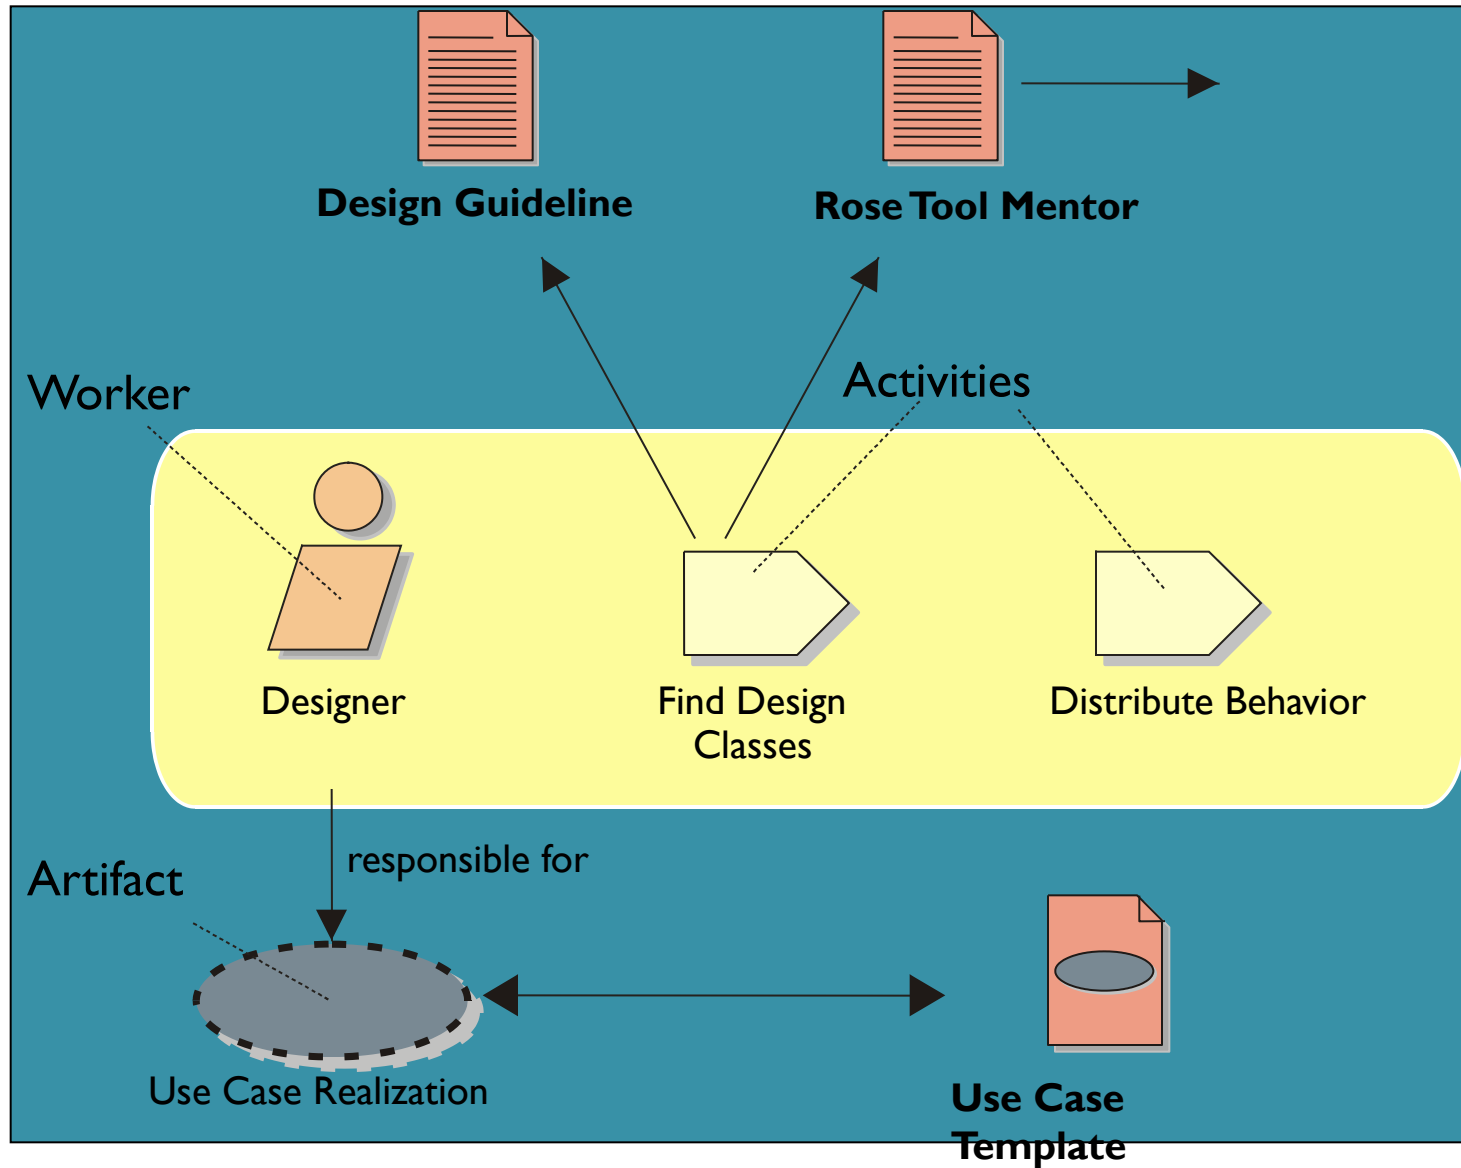 Design Guideline
Rose Tool Mentor
Worker
Activities
Designer
Find Design
Classes
Distribute Behavior
responsible for
Artifact
Use Case Realization
Use Case
Template